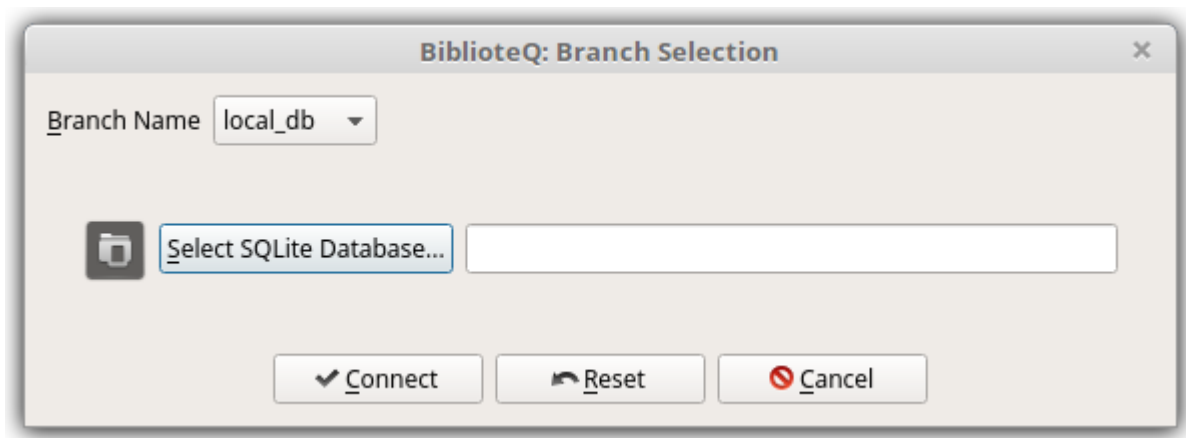 BiblioteQ: Branch Selection
Branch Name local_db
Select SQLite Database...
Connect Reset Cancel